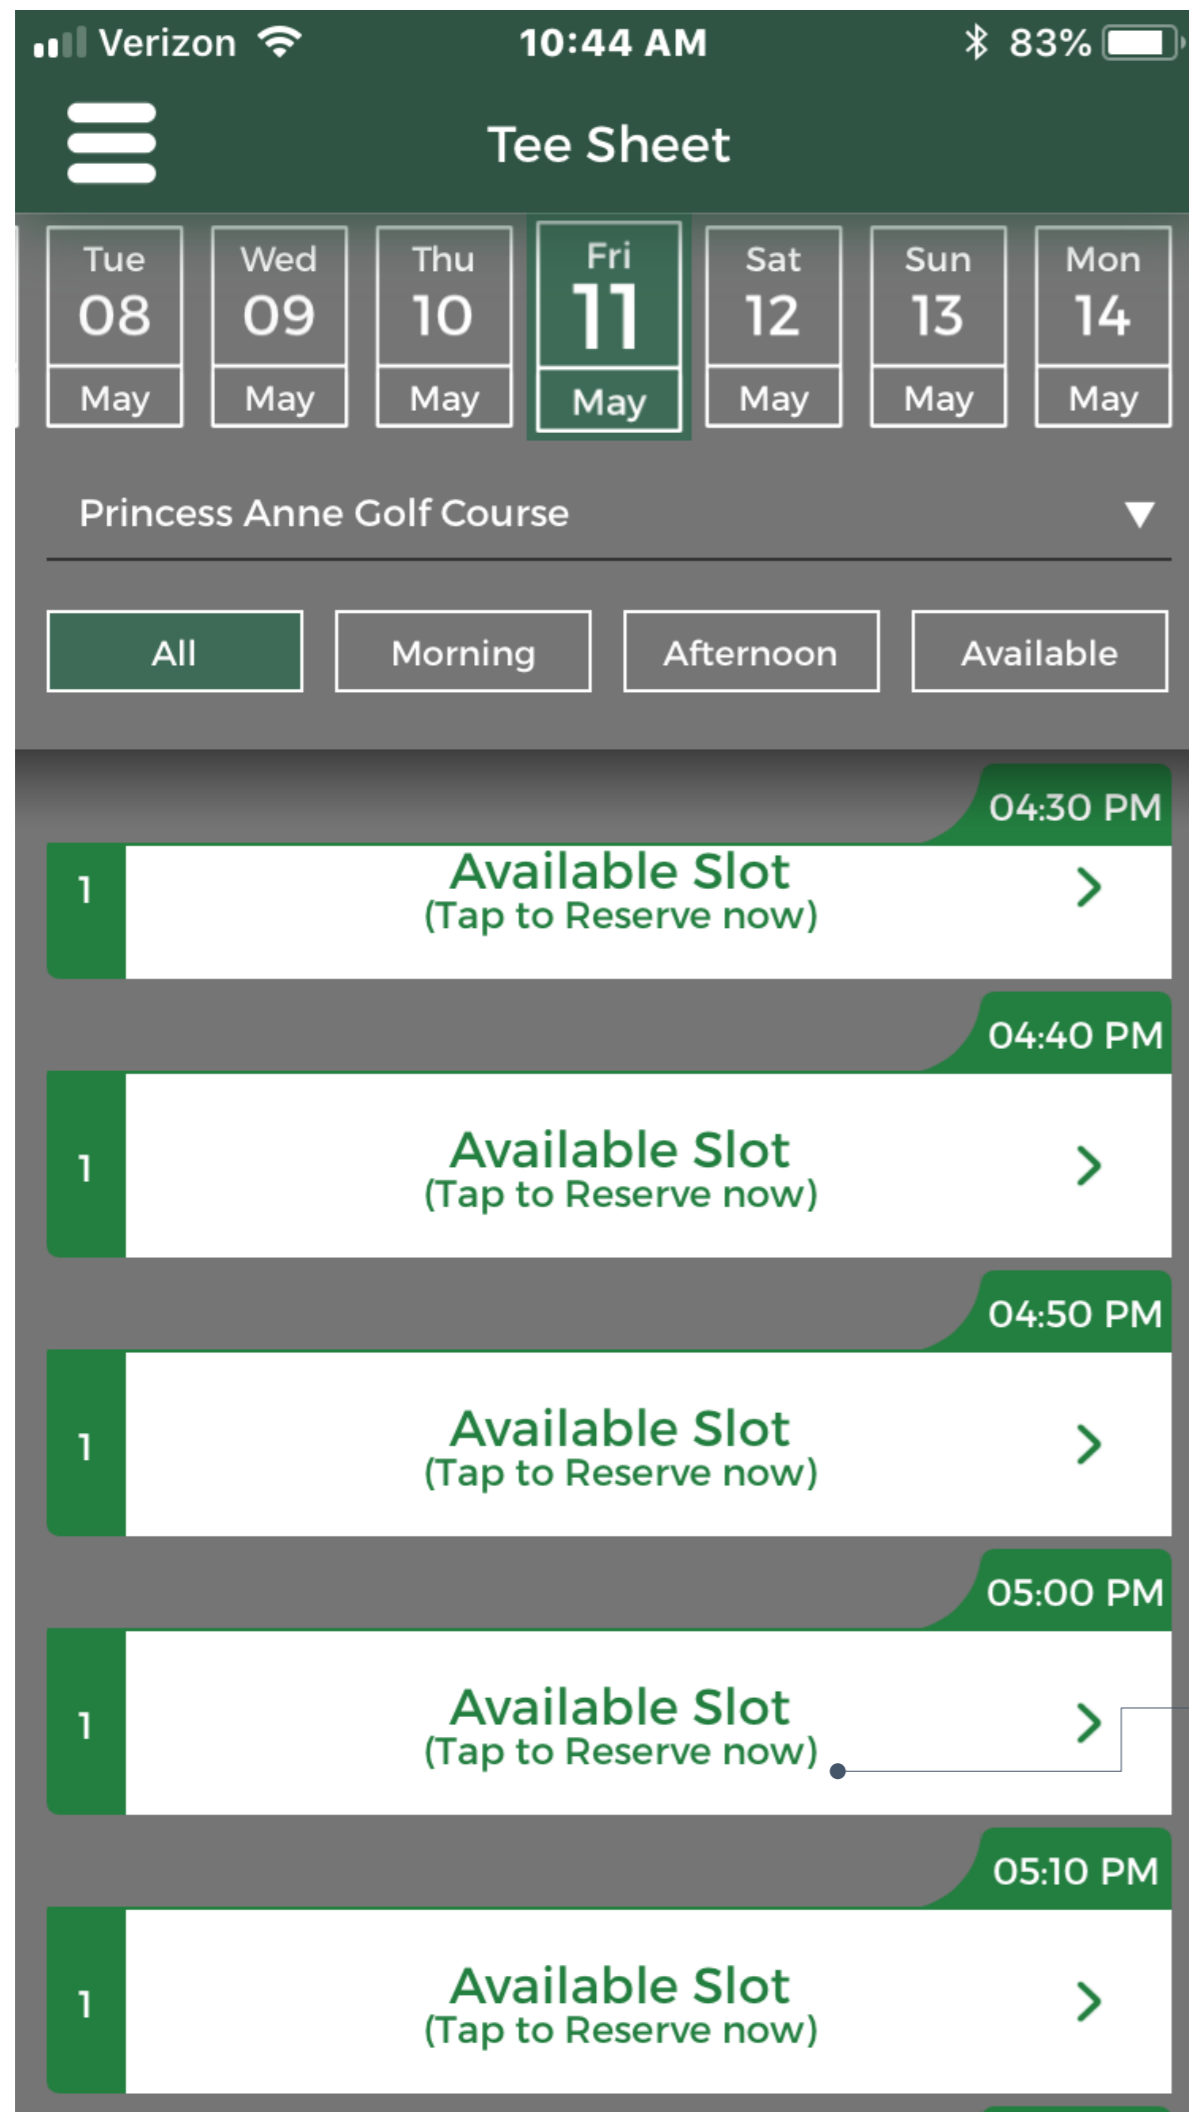 Verizon 10:44 AM 83%
Tee Sheet
Tue Wed Thu Fri Sat Sun Mon
08 09 10 11 12 13 14
May May May May May May May
Princess Anne Golf Course
All Morning Afternoon Available
04:30 PM
1 Available Slot
(Tap to Reserve now)
04:40 PM
1 Available Slot
(Tap to Reserve now)
04:50 PM
1 Available Slot
(Tap to Reserve now)
05:00 PM
1 Available Slot
(Tap to Reserve now)
05:10 PM
1 Available Slot
(Tap to Reserve now)